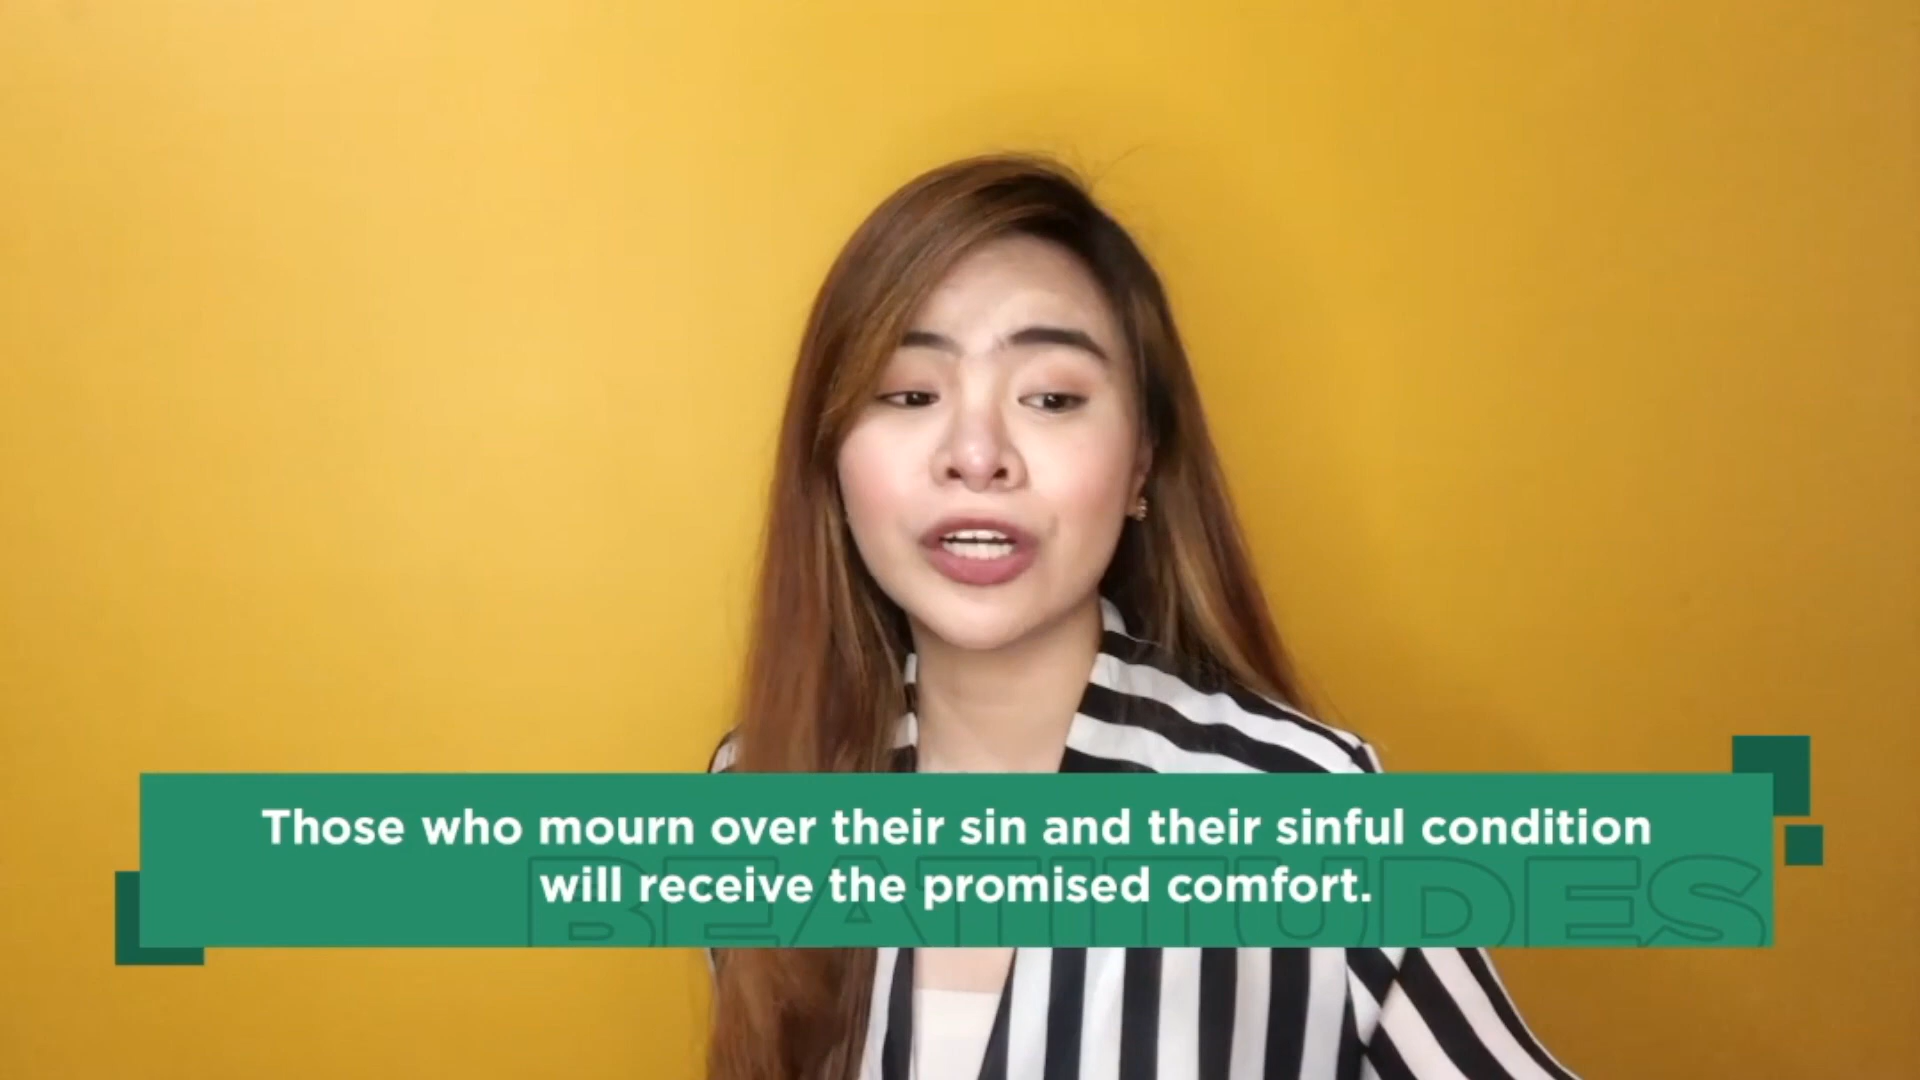 Those who mourn over their sin and their sinful condition
will receive the promised comfort.
BEATITUDES